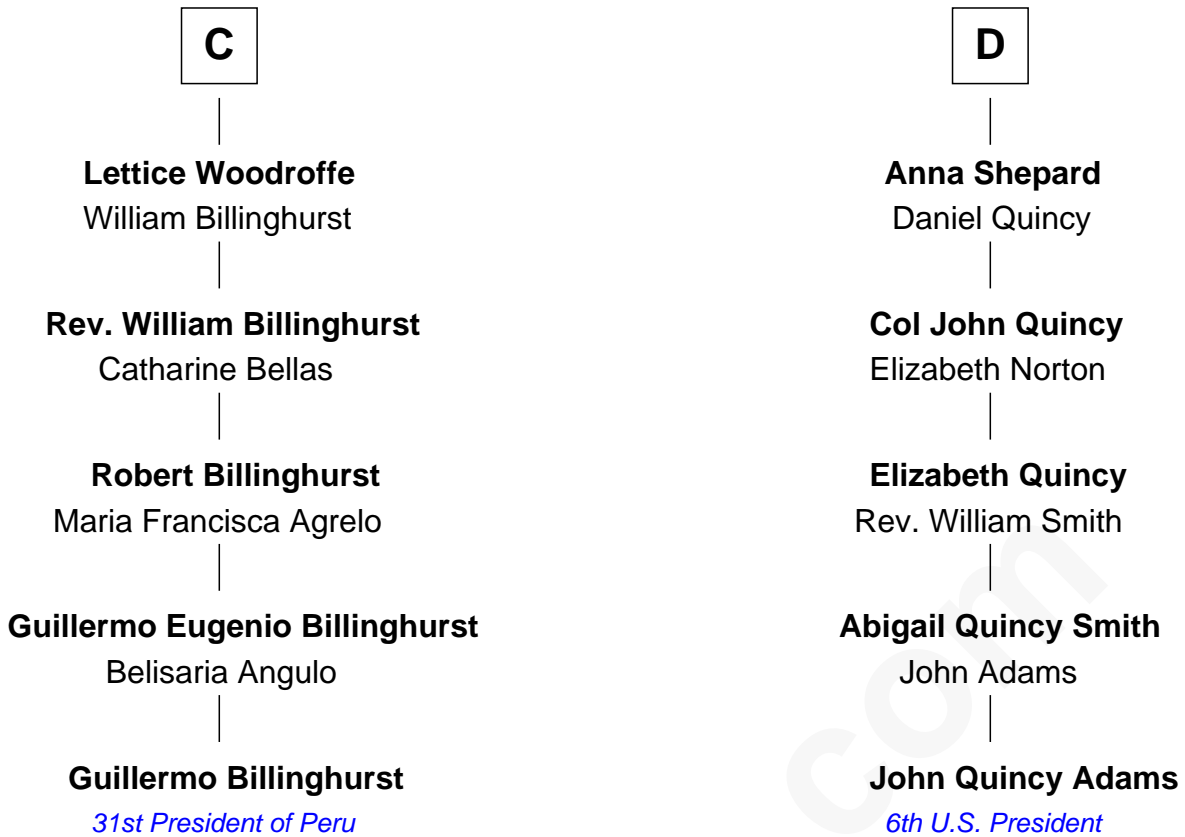 C
Lettice Woodroffe
William Billinghurst
Rev. William Billinghurst
Catharine Bellas
Robert Billinghurst
Maria Francisca Agrelo
Guillermo Eugenio Billinghurst
Belisaria Angulo
Guillermo Billinghurst
31st President of Peru
D
Anna Shepard
Daniel Quincy
Col John Quincy
Elizabeth Norton
Elizabeth Quincy
Rev. William Smith
Abigail Quincy Smith
John Adams
John Quincy Adams
6th U.S. President
com